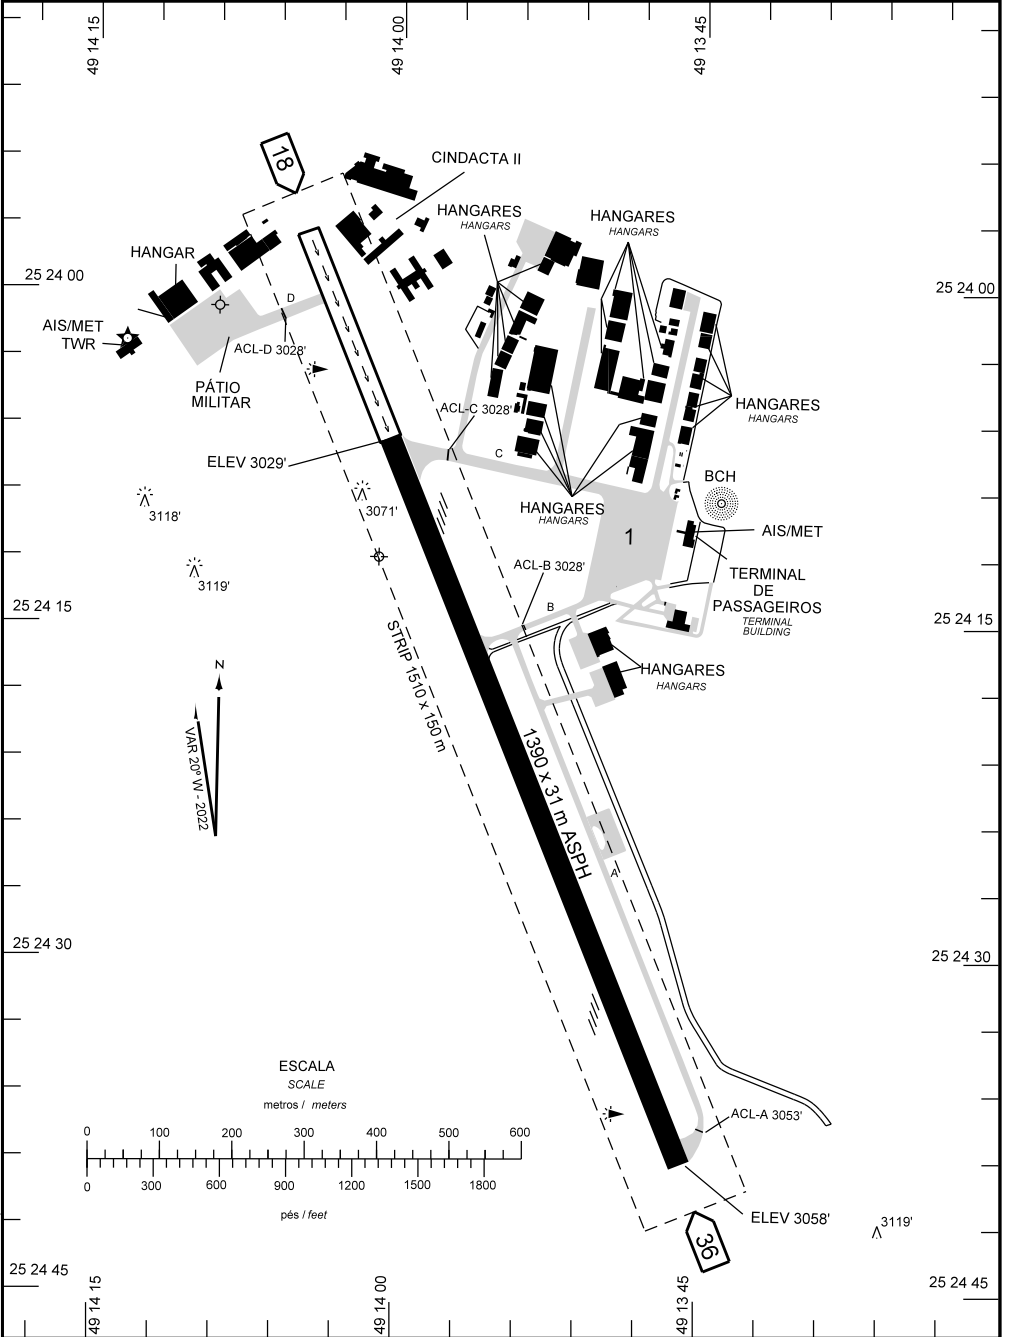 49 14 15
49 14 00
49 13 45
18
CINDACTA II
HANGARES
HANGARS
HANGARES
HANGARS
HANGAR
25 24 00
25 24 00
D
AIS/MET
TWR
ACL-D 3028'
PÁTIO
MILITAR
ACL-C 3028'
HANGARES
HANGARS
ELEV 3029'
C
BCH
3118'
3071'
HANGARES
HANGARS
1
AIS/MET
3119'
ACL-B 3028'
TERMINAL
DE
PASSAGEIROS
TERMINAL
BUILDING
25 24 15
B
25 24 15
STRIP 1510 x 150 m
N
HANGARES
HANGARS
VAR 20º W - 2022
1390 x 31 m ASPH
A
25 24 30
25 24 30
ESCALA
SCALE
metros / meters
0 100 200 300 400 500 600
0 300 600 900 1200 1500 1800
pés / feet
ACL-A 3053'
ELEV 3058'
36
3119'
25 24 45
25 24 45
49 14 15
49 14 00
49 13 45